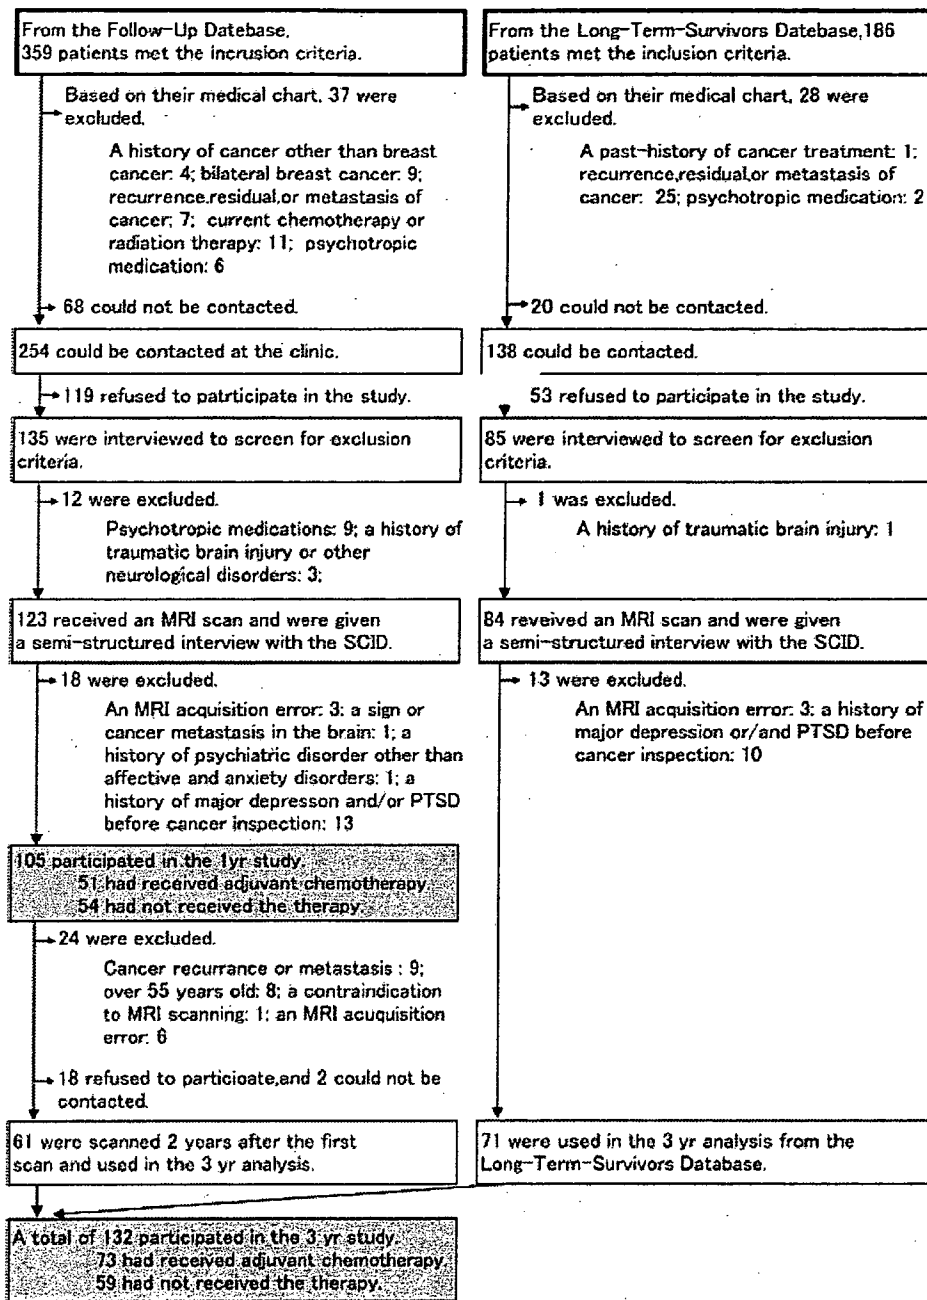 From the Follow-Up Datebase,
359 patients met the incrusion criteria.
Based on their medical chart, 37 were
excluded.
A history of cancer other than breast
cancer: 4; bilateral breast cancer: 9;
recurrence,residual,or metastasis of
cancer; 7; current chemotherapy or
radiation therapy: 11; psychotropic
medication: 6
68 could not be contacted.
254 could be contacted at the clinic.
119 refused to patrticipate in the study.
135 were interviewed to screen for exclusion
criteria.
12 were excluded.
Psychotropic medications: 9; a history of
traumatic brain injury or other
neurological disorders: 3;
123 received an MRI scan and were given
a semi-structured interview with the SCID.
18 were excluded.
An MRI acquisition error: 3; a sign or
cancer metastasis in the brain: 1; a
history of psychiatric disorder other than
affective and anxiety disorders: 1; a
history of major depresson and/or PTSD
before cancer inspection: 13
105 participated in the 1yr study.
51 had received adjuvant chemotherapy.
54 had not received the therapy.
24 were excluded.
Cancer recurrance or metastasis : 9;
over 55 years old: 8; a contraindication
to MRI scanning: 1; an MRI acuquisition
error: 6
18 refused to particioate,and 2 could not be
contacted.
61 were scanned 2 years after the first
scan and used in the 3 yr analysis.
From the Long-Term-Survivors Datebase,186
patients met the inclusion criteria.
Based on their medical chart, 28 were
excluded.
A past-history of cancer treatment: 1;
recurrence,residual,or metastasis of
cancer: 25; psychotropic medication: 2
20 could not be contacted.
138 could be contacted.
53 refused to participate in the study.
85 were interviewed to screen for exclusion
criteria.
1 was excluded.
A history of traumatic brain injury: 1
84 reveived an MRI scan and were given
a semi-structured interview with the SCID.
13 were excluded.
An MRI acquisition error: 3; a history of
major depression or/and PTSD before
cancer inspection: 10
71 were used in the 3 yr analysis from the
Long-Term-Survivors Database.
A total of 132 participated in the 3 yr study.
73 had received adjuvant chemotherapy.
59 had not received the therapy.